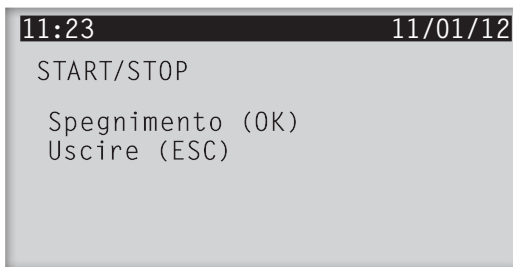 11:23 11/01/12
START/STOP
Spegnimento (OK)
Uscire (ESC)